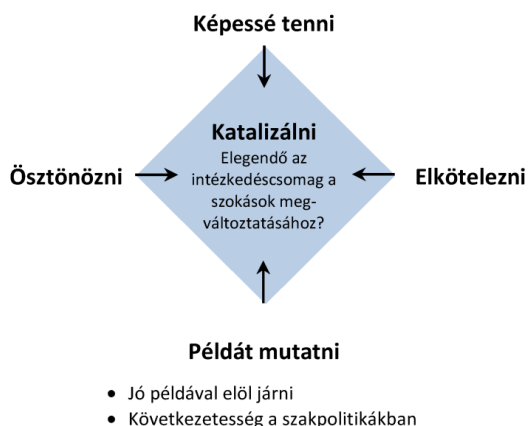 Képessé tenni
Katalizálni
Elegendő az
intézkedéscsomag a
szokások meg-
változtatásához?
Ösztönözni
Elkötelezni
Példát mutatni
• Jó példával elöl járni
• Következetesség a szakpolitikákban